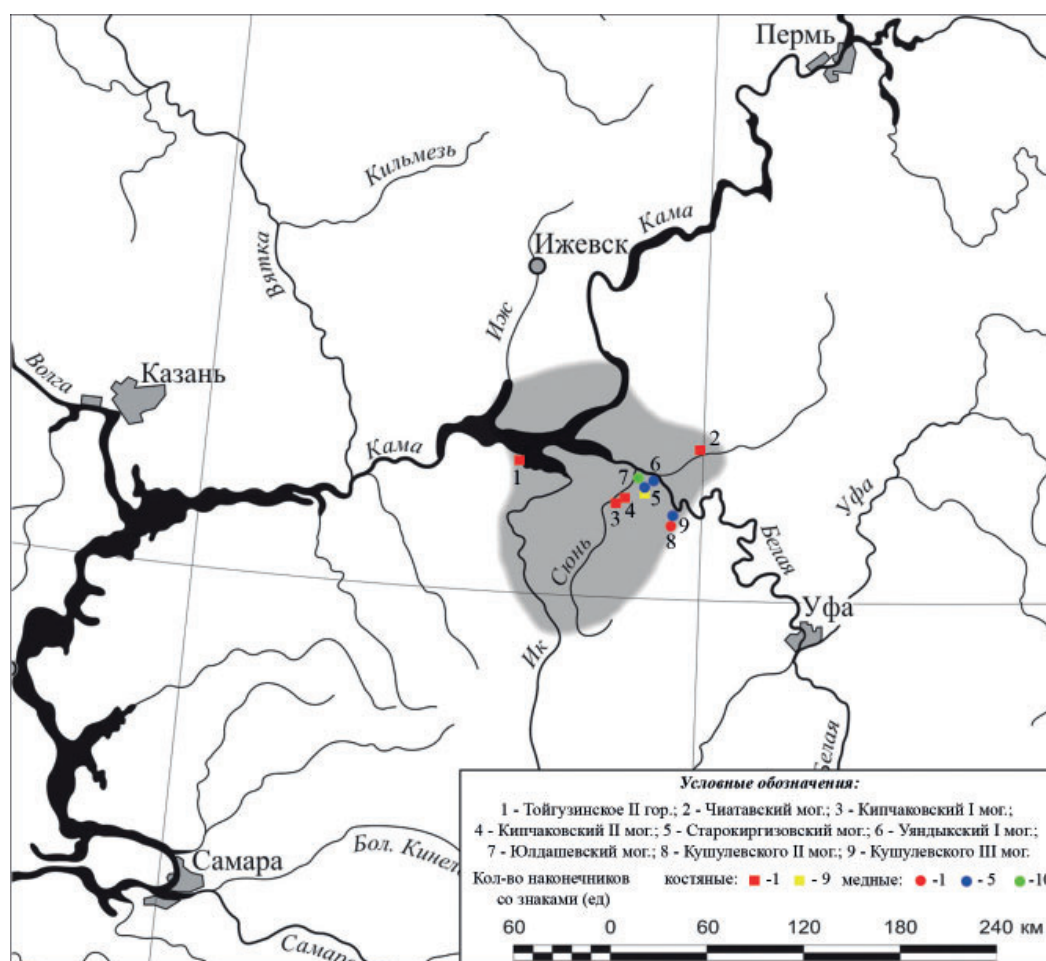 Пермь
Кильмезь
Кама
Ижевск
Вятка
Иж
Волга
Казань
Кама
1
2
3
4
5
6
7
8
9
Сюнь
Белая
Уфа
Уфа
Ик
Белая
Самара
Бол. Кинель
Самара
Условные обозначения:
1 - Тойгузинское II гор.; 2 - Чиатавский мог.; 3 - Кипчаковский I мог.;
4 - Кипчаковский II мог.; 5 - Старокиргизовский мог.; 6 - Уяндыкский I мог.;
7 - Юлдашевский мог.; 8 - Кушулевского II мог.; 9 - Кушулевского III мог.
Кол-во наконечников костяные: -1 - 9 медные: -1 - 5 -10
со знаками (ед)
60 0 60 120 180 240 км